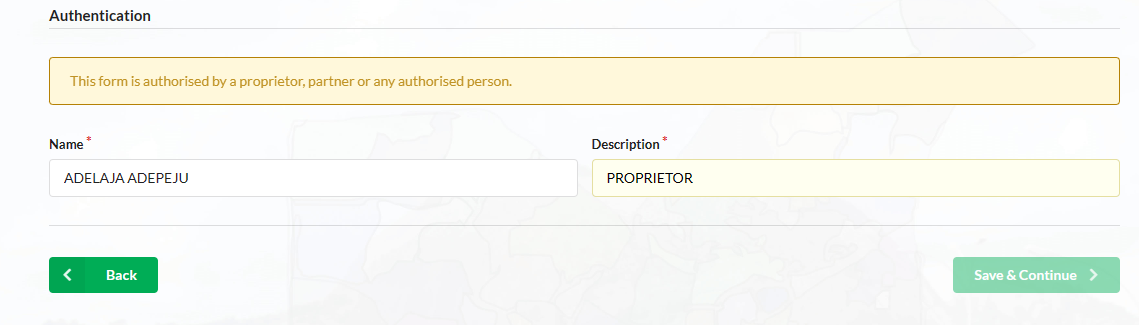 Authentication
This form is authorised by a proprietor, partner or any authorised person.
Name * Description *
ADELAJA ADEPEJU PROPRIETOR
Back Save & Continue